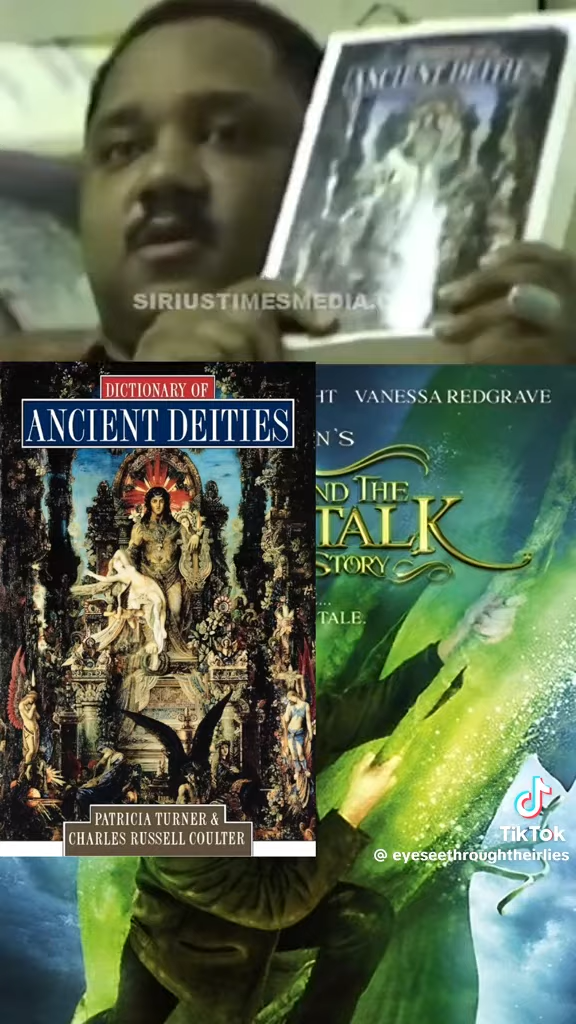 ANCIENT DEITIES
SIRIUSTIMESMEDIA.
DICTIONARY OF
ANCIENT DEITIES
PATRICIA TURNER &
CHARLES RUSSELL COULTER
HT VANESSA REDGRAVE
N'S
ND THE
TALK
STORY
TALE.
TikTok
@ eyeseethroughtheirlies